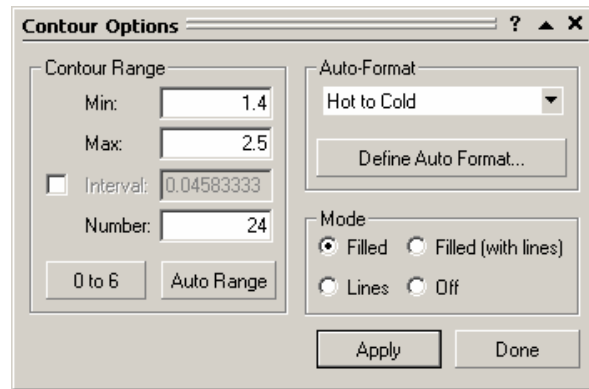 Contour Options ?
Contour Range
Min: 1.4
Max: 2.5
Interval: 0.04583333
Number: 24
0 to 6 Auto Range
Auto-Format
Hot to Cold
Define Auto Format...
Mode
Filled Filled (with lines)
Lines Off
Apply Done